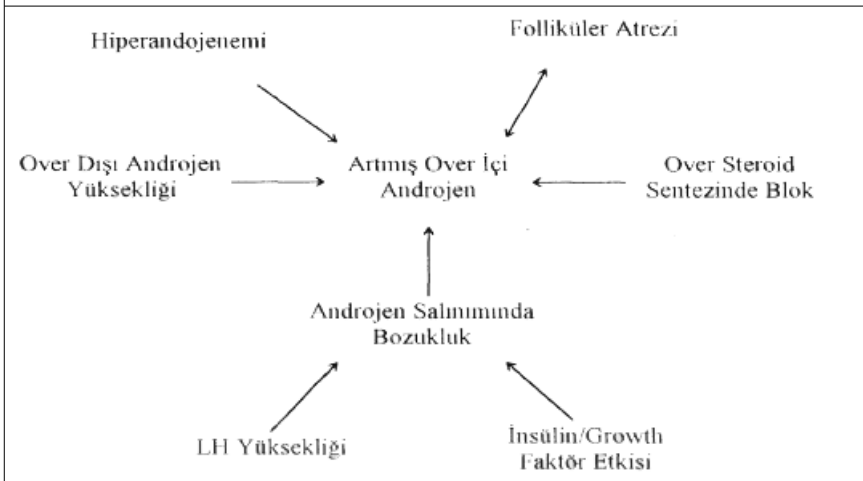 Hiperandojenemi
Folliküler Atrezi
Over Dışı Androjen
Yüksekliği
Artmış Over İçi
Androjen
Over Steroid
Sentezinde Blok
Androjen Salınımında
Bozukluk
LH Yüksekliği
İnsülin/Growth
Faktör Etkisi